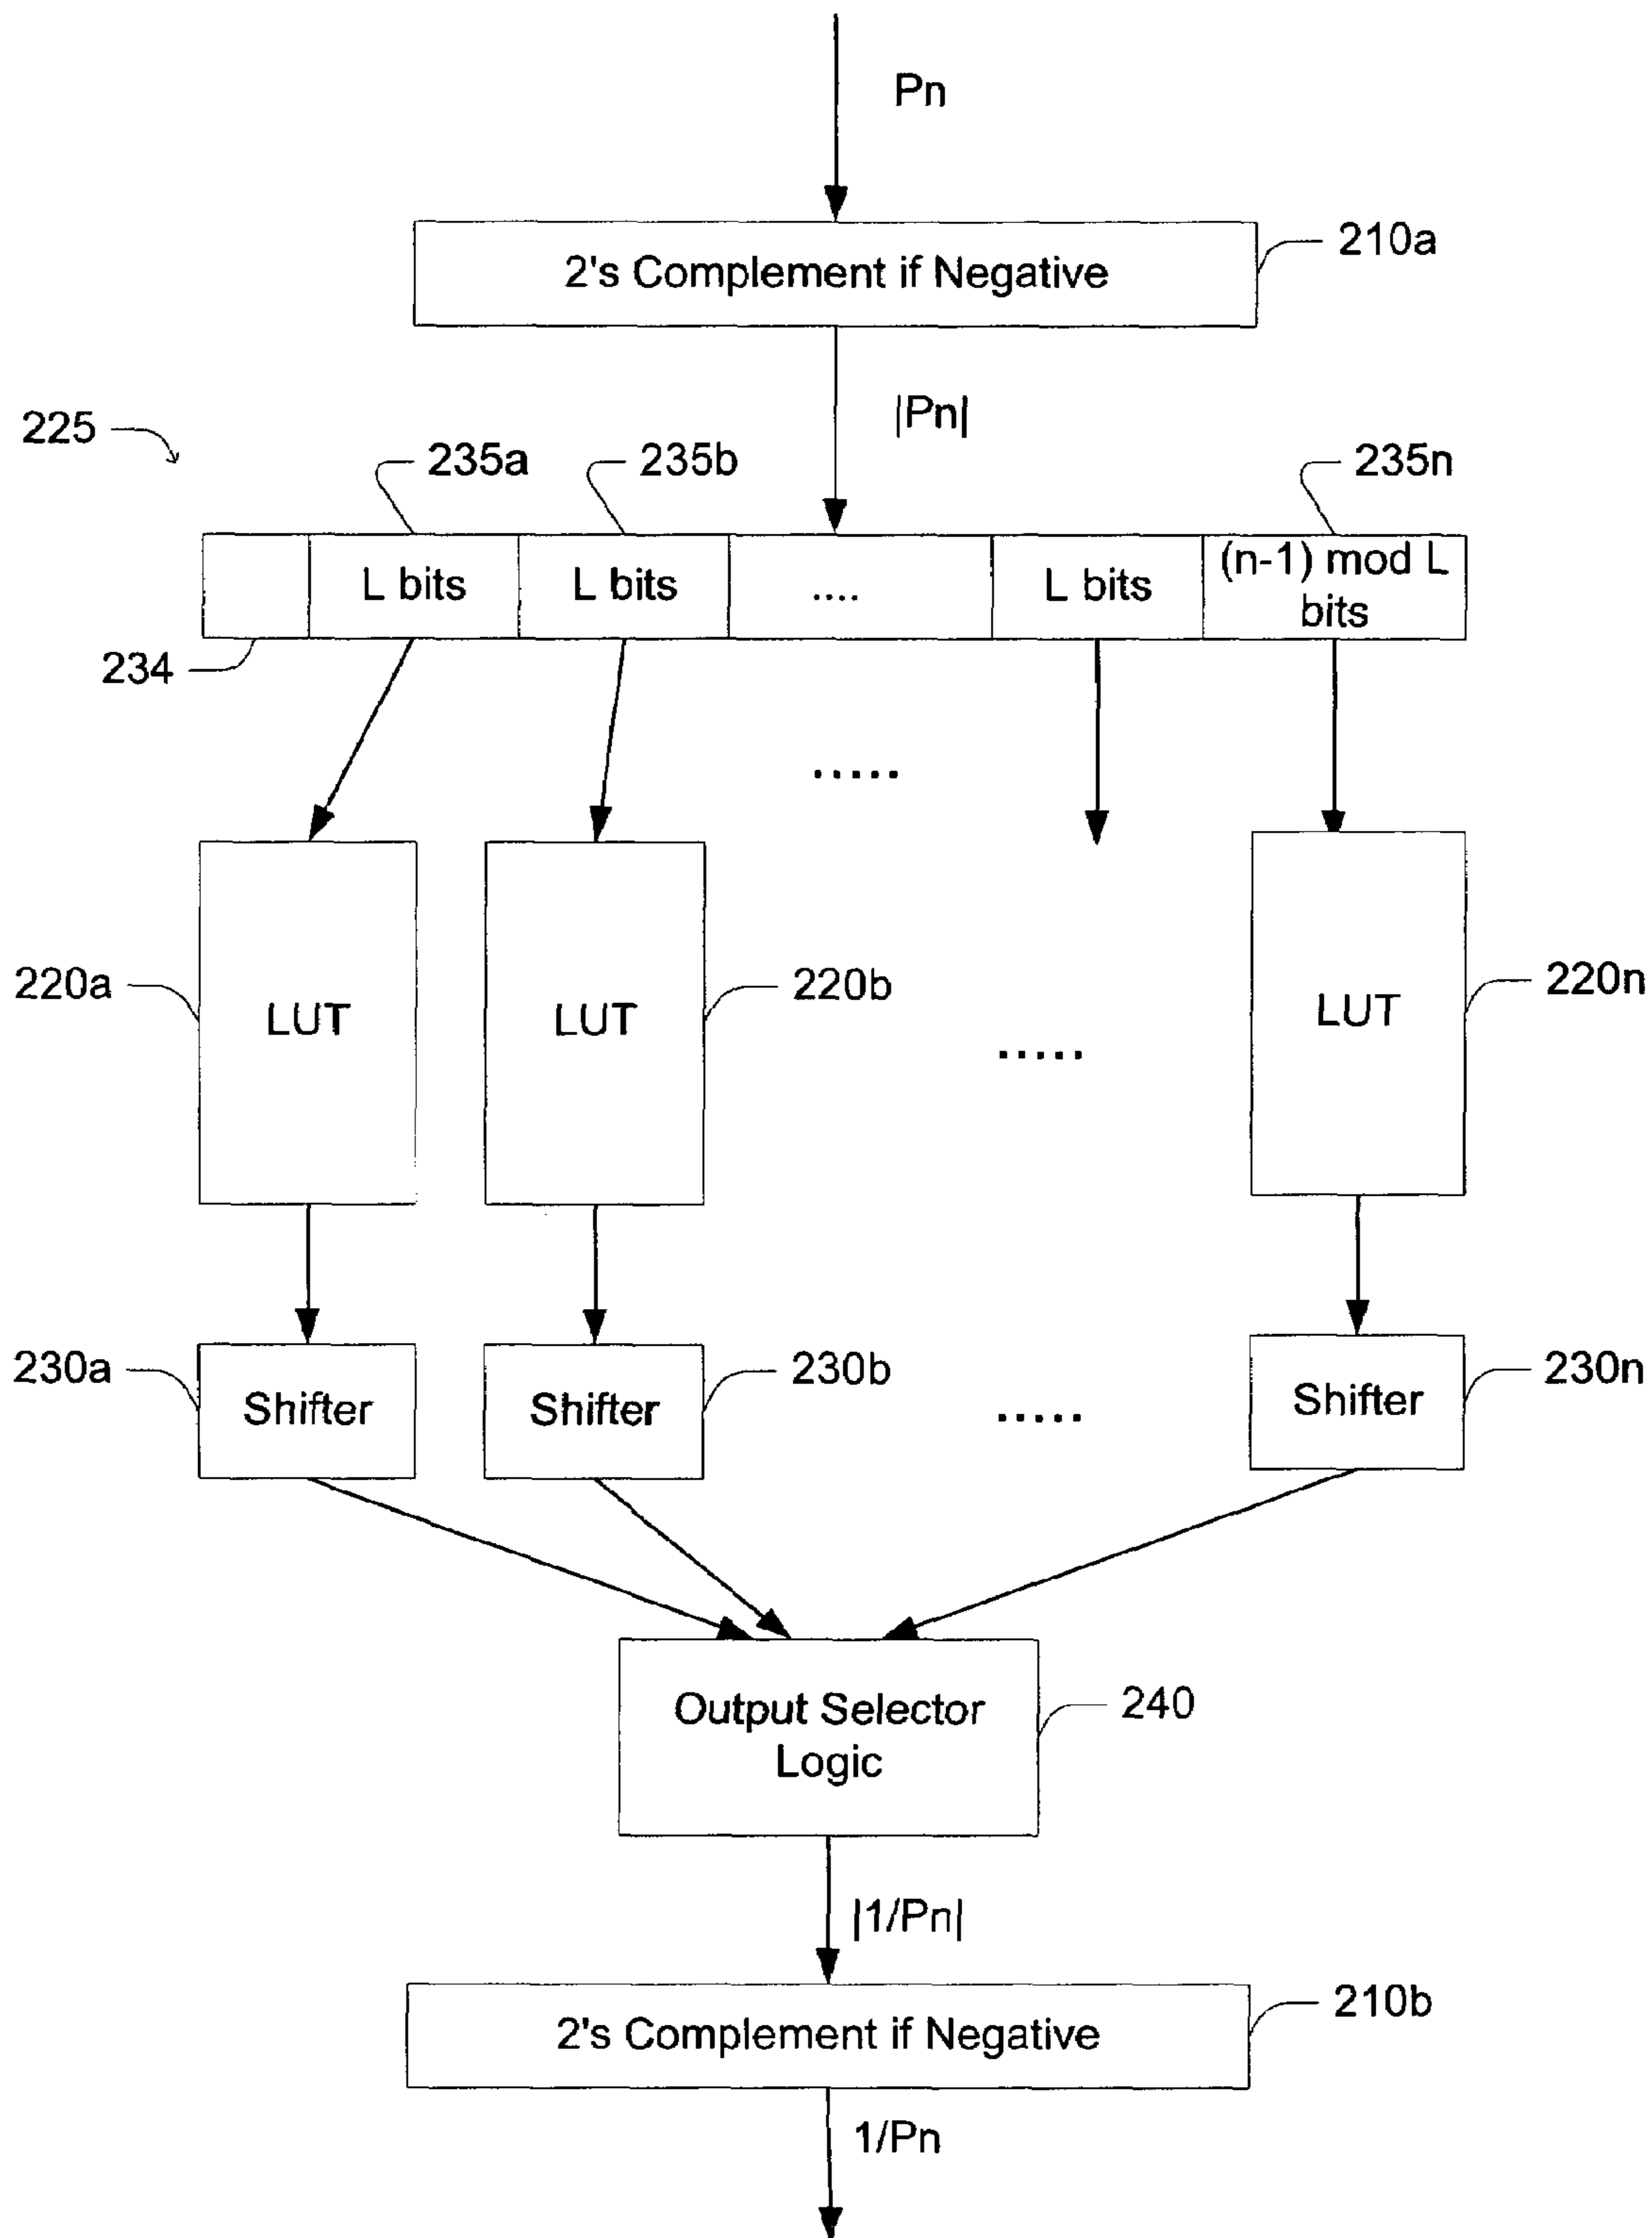 Pn
2's Complement if Negative
210a
|Pn|
225
235a
235b
235n
L bits
L bits
....
L bits
(n-1) mod L
bits
234
.....
220a
LUT
LUT
220b
.....
LUT
220n
230a
Shifter
Shifter
230b
.....
Shifter
230n
Output Selector
Logic
240
|1/Pn|
2's Complement if Negative
210b
1/Pn